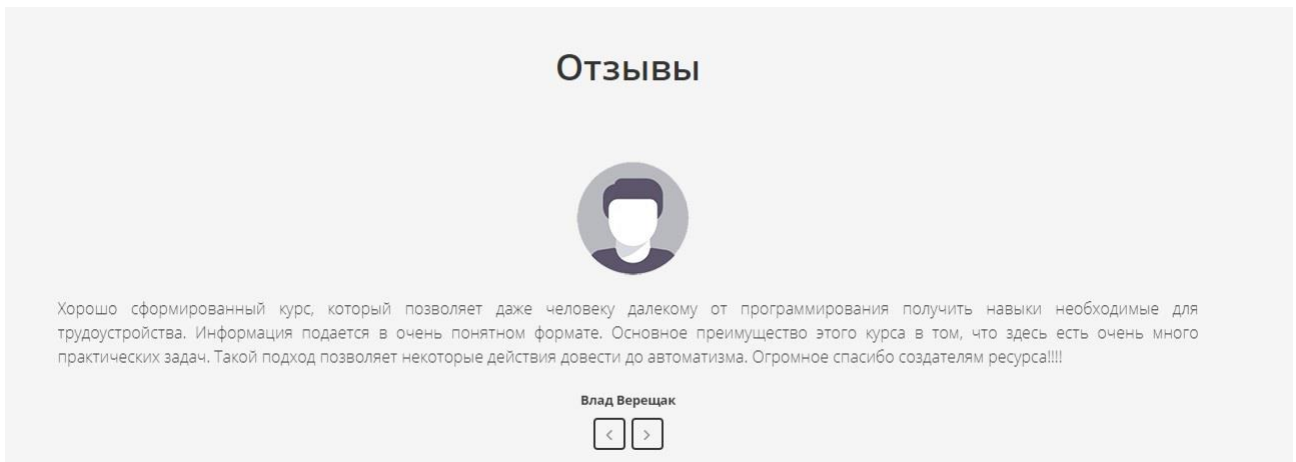 Отзывы
Хорошо сформированный курс, который позволяет даже человеку далекому от программирования получить навыки необходимые для
трудоустройства. Информация подается в очень понятном формате. Основное преимущество этого курса в том, что здесь есть очень много
практических задач. Такой подход позволяет некоторые действия довести до автоматизма. Огромное спасибо создателям ресурса!!!!
Влад Верещак